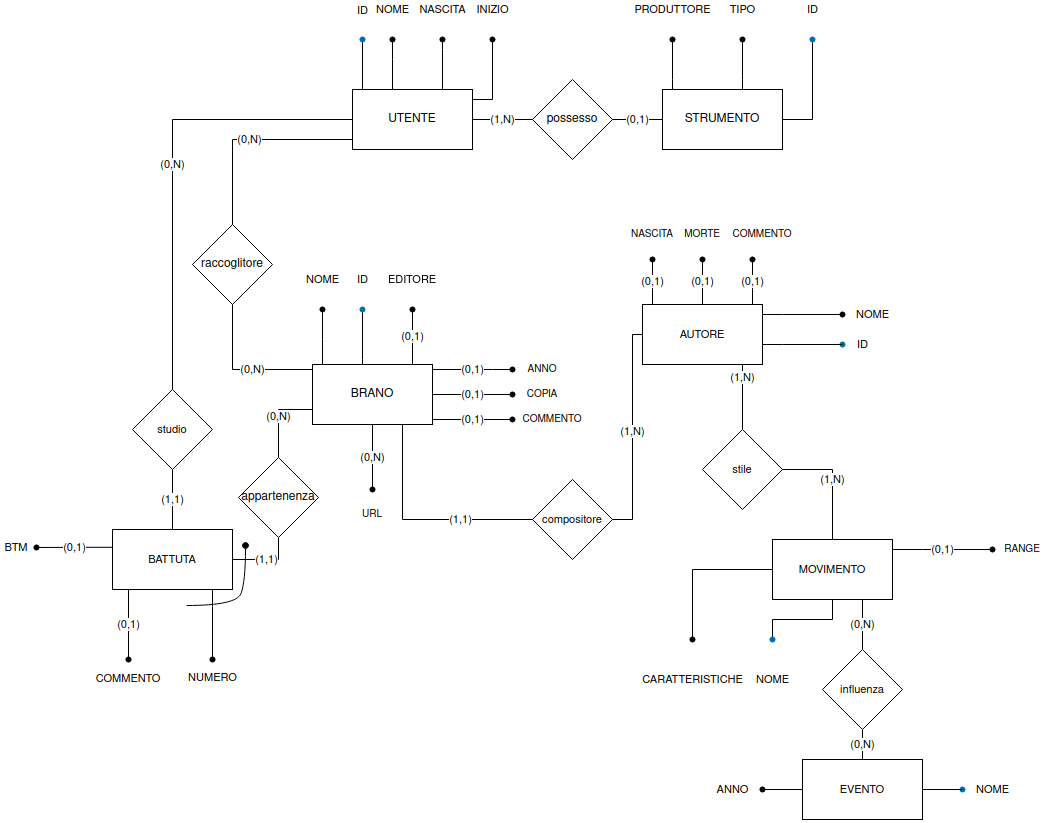 ID NOME NASCITA INIZIO PRODUTTORE TIPO ID
UTENTE (1,N) possesso (0,1) STRUMENTO
(0,N)
(0,N)
raccoglitore
NASCITA MORTE COMMENTO
(0,1) (0,1) (0,1)
NOME ID EDITORE
(0,1)
AUTORE NOME
ID
(0,N) (0,1) ANNO
BRANO (0,1) COPIA
(0,1) COMMENTO
(1,N)
(0,N)
studio
(0,N)
URL
(1,N)
stile
(1,N)
(1,1)
appartenenza
(1,1) compositore
BTM (0,1) BATTUTA (1,1)
MOVIMENTO (0,1) RANGE
(0,1)
COMMENTO NUMERO
(0,N)
CARATTERISTICHE NOME
influenza
(0,N)
ANNO EVENTO NOME